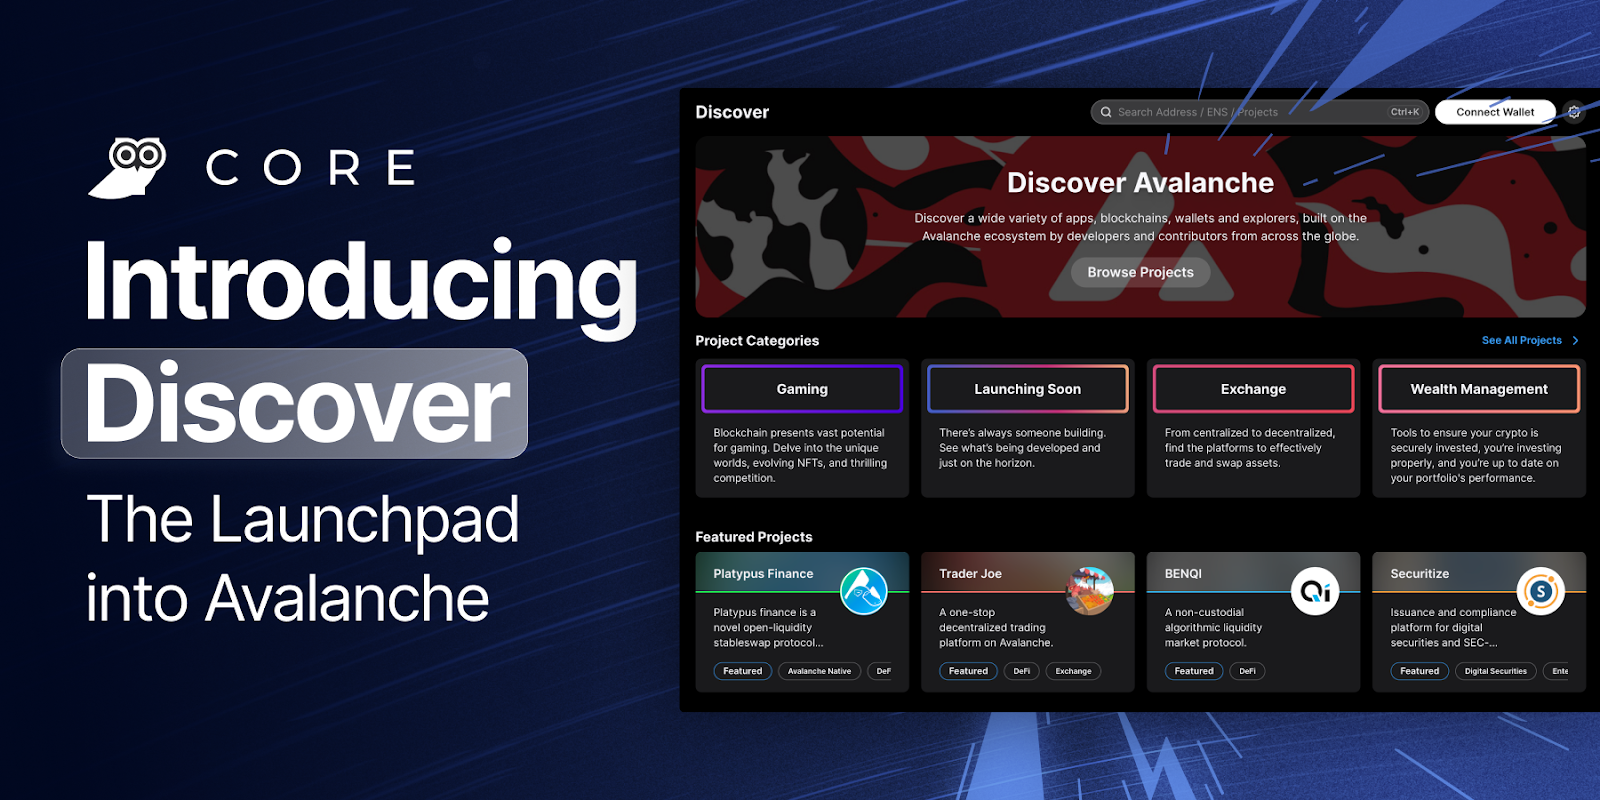 CORE
Introducing
Discover
The Launchpad
into Avalanche
Discover
Search Address / ENS / Projects
Ctrl+K
Connect Wallet
Discover Avalanche
Discover a wide variety of apps, blockchains, wallets and explorers, built on the
Avalanche ecosystem by developers and contributors from across the globe.
Browse Projects
Project Categories
See All Projects
Gaming
Blockchain presents vast potential
for gaming. Delve into the unique
worlds, evolving NFTs, and thrilling
competition.
Launching Soon
There's always someone building.
See what's being developed and
just on the horizon.
Exchange
From centralized to decentralized,
find the platforms to effectively
trade and swap assets.
Wealth Management
Tools to ensure your crypto is
securely invested, you're investing
properly, and you're up to date on
your portfolio's performance.
Featured Projects
Platypus Finance
Platypus finance is a
novel open-liquidity
stableswap protocol...
Featured
Avalanche Native
DeF
Trader Joe
A one-stop
decentralized trading
platform on Avalanche.
Featured
DeFi
Exchange
BENQI
Qi
A non-custodial
algorithmic liquidity
market protocol.
Featured
DeFi
Securitize
S
Issuance and compliance
platform for digital
securities and SEC-...
Featured
Digital Securities
Ente